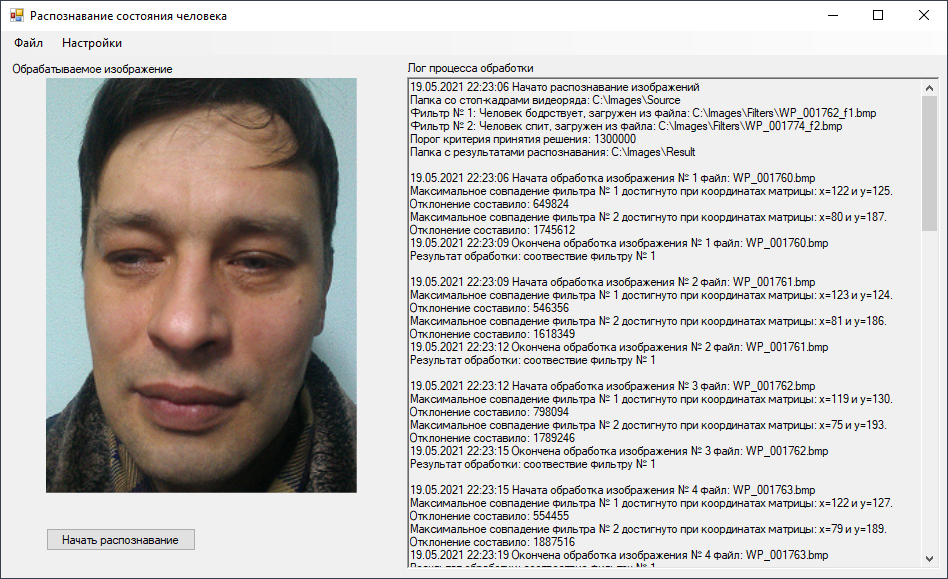 Распознавание состояния человека
Файл Настройки
Обрабатываемое изображение
Лог процесса обработки
19.05.2021 22:23:06 Начато распознавание изображений
Папка со стоп-кадрами видеоряда: C:\Images\Source
Фильтр № 1: Человек бодрствует, загружен из файла: C:\Images\Filters\WP_001762_f1.bmp
Фильтр № 2: Человек спит, загружен из файла: C:\Images\Filters\WP_001774_f2.bmp
Порог критерия принятия решения: 1300000
Папка с результатами распознавания: C:\Images\Result
19.05.2021 22:23:06 Начата обработка изображения № 1 Файл: WP_001760.bmp
Максимальное совпадение фильтра № 1 достигнуто при координатах матрицы: x=122 и y=125.
Отклонение составило: 649824
Максимальное совпадение фильтра № 2 достигнуто при координатах матрицы: x=80 и y=187.
Отклонение составило: 1745612
19.05.2021 22:23:09 Окончена обработка изображения № 1 Файл: WP_001760.bmp
Результат обработки: соотвествие фильтру № 1
19.05.2021 22:23:09 Начата обработка изображения № 2 Файл: WP_001761.bmp
Максимальное совпадение фильтра № 1 достигнуто при координатах матрицы: x=123 и y=124.
Отклонение составило: 546356
Максимальное совпадение фильтра № 2 достигнуто при координатах матрицы: x=81 и y=186.
Отклонение составило: 1618349
19.05.2021 22:23:12 Окончена обработка изображения № 2 Файл: WP_001761.bmp
Результат обработки: соотвествие фильтру № 1
19.05.2021 22:23:12 Начата обработка изображения № 3 Файл: WP_001762.bmp
Максимальное совпадение фильтра № 1 достигнуто при координатах матрицы: x=119 и y=130.
Отклонение составило: 798094
Максимальное совпадение фильтра № 2 достигнуто при координатах матрицы: x=75 и y=193.
Отклонение составило: 1789246
19.05.2021 22:23:15 Окончена обработка изображения № 3 Файл: WP_001762.bmp
Результат обработки: соотвествие фильтру № 1
19.05.2021 22:23:15 Начата обработка изображения № 4 Файл: WP_001763.bmp
Максимальное совпадение фильтра № 1 достигнуто при координатах матрицы: x=122 и y=127.
Отклонение составило: 554455
Максимальное совпадение фильтра № 2 достигнуто при координатах матрицы: x=79 и y=189.
Отклонение составило: 1887516
19.05.2021 22:23:19 Окончена обработка изображения № 4 Файл: WP_001763.bmp
Начать распознавание